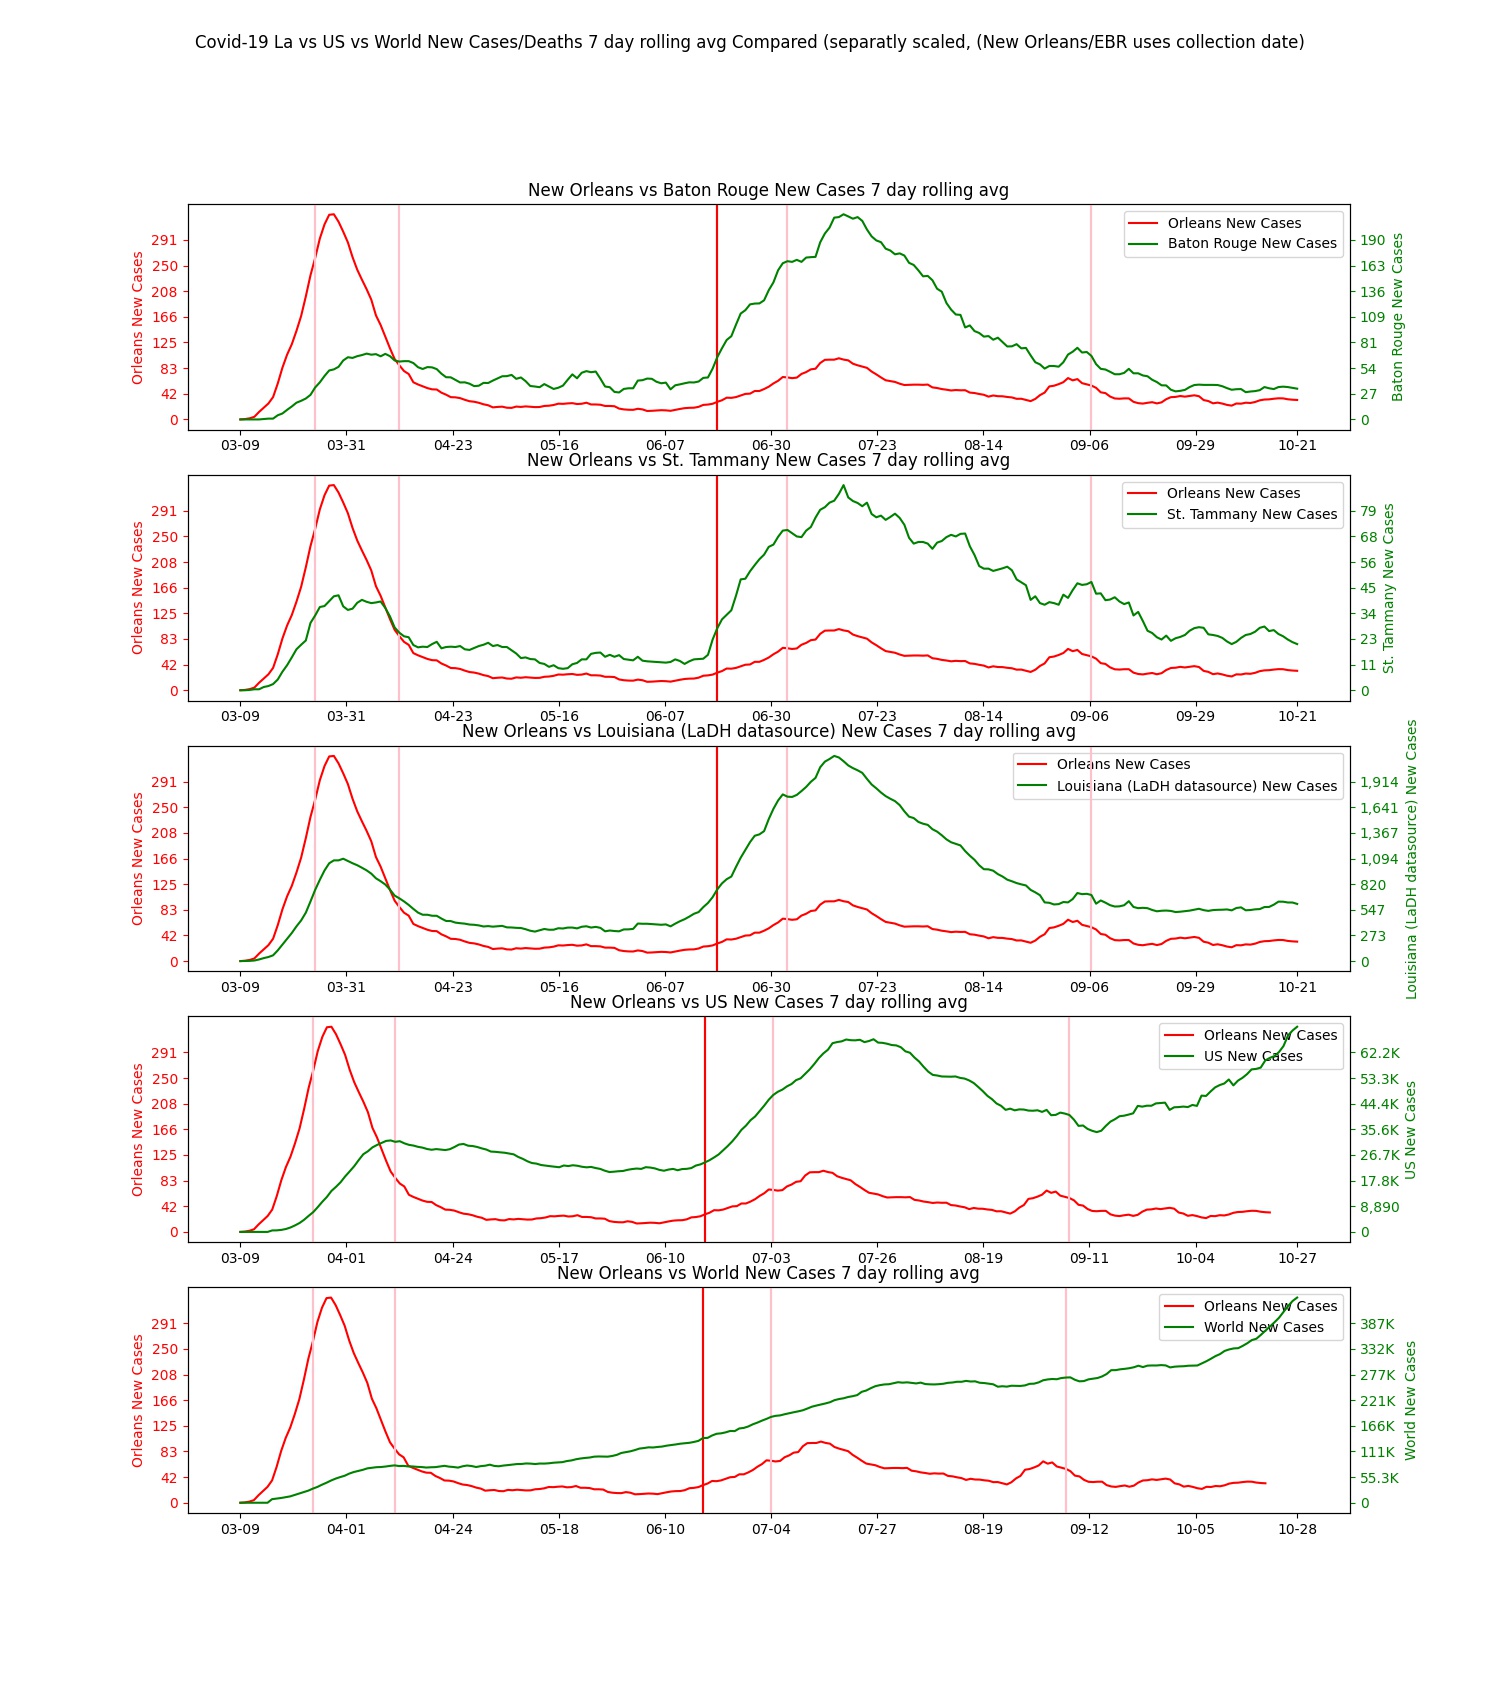 Covid-19 La vs US vs World New Cases/Deaths 7 day rolling avg Compared (separatly scaled, (New Orleans/EBR uses collection date)
New Orleans vs Baton Rouge New Cases 7 day rolling avg
Orleans New Cases
Baton Rouge New Cases
291
250
208
166
125
83
42
0
Orleans New Cases
190
163
136
109
81
54
27
0
Baton Rouge New Cases
03-09 03-31 04-23 05-16 06-07 06-30 07-23 08-14 09-06 09-29 10-21
New Orleans vs St. Tammany New Cases 7 day rolling avg
Orleans New Cases
St. Tammany New Cases
291
250
208
166
125
83
42
0
Orleans New Cases
79
68
56
45
34
23
11
0
St. Tammany New Cases
03-09 03-31 04-23 05-16 06-07 06-30 07-23 08-14 09-06 09-29 10-21
New Orleans vs Louisiana (LaDH datasource) New Cases 7 day rolling avg
Orleans New Cases
Louisiana (LaDH datasource) New Cases
291
250
208
166
125
83
42
0
Orleans New Cases
1,914
1,641
1,367
1,094
820
547
273
0
Louisiana (LaDH datasource) New Cases
03-09 03-31 04-23 05-16 06-07 06-30 07-23 08-14 09-06 09-29 10-21
New Orleans vs US New Cases 7 day rolling avg
Orleans New Cases
US New Cases
291
250
208
166
125
83
42
0
Orleans New Cases
62.2K
53.3K
44.4K
35.6K
26.7K
17.8K
8,890
0
US New Cases
03-09 04-01 04-24 05-17 06-10 07-03 07-26 08-19 09-11 10-04 10-27
New Orleans vs World New Cases 7 day rolling avg
Orleans New Cases
World New Cases
291
250
208
166
125
83
42
0
Orleans New Cases
387K
332K
277K
221K
166K
111K
55.3K
0
World New Cases
03-09 04-01 04-24 05-18 06-10 07-04 07-27 08-19 09-12 10-05 10-28